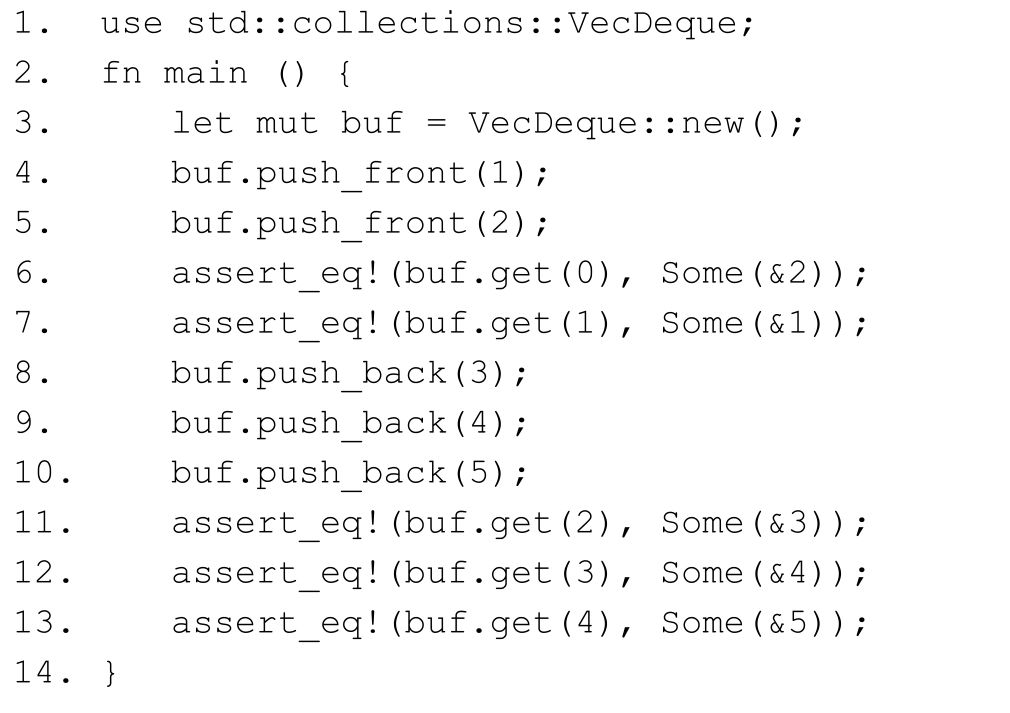 1. use std::collections::VecDeque;
2. fn main () {
3. let mut buf = VecDeque::new();
4. buf.push_front(1);
5. buf.push_front(2);
6. assert_eq!(buf.get(0), Some(&2));
7. assert_eq!(buf.get(1), Some(&1));
8. buf.push_back(3);
9. buf.push_back(4);
10. buf.push_back(5);
11. assert_eq!(buf.get(2), Some(&3));
12. assert_eq!(buf.get(3), Some(&4));
13. assert_eq!(buf.get(4), Some(&5));
14. }